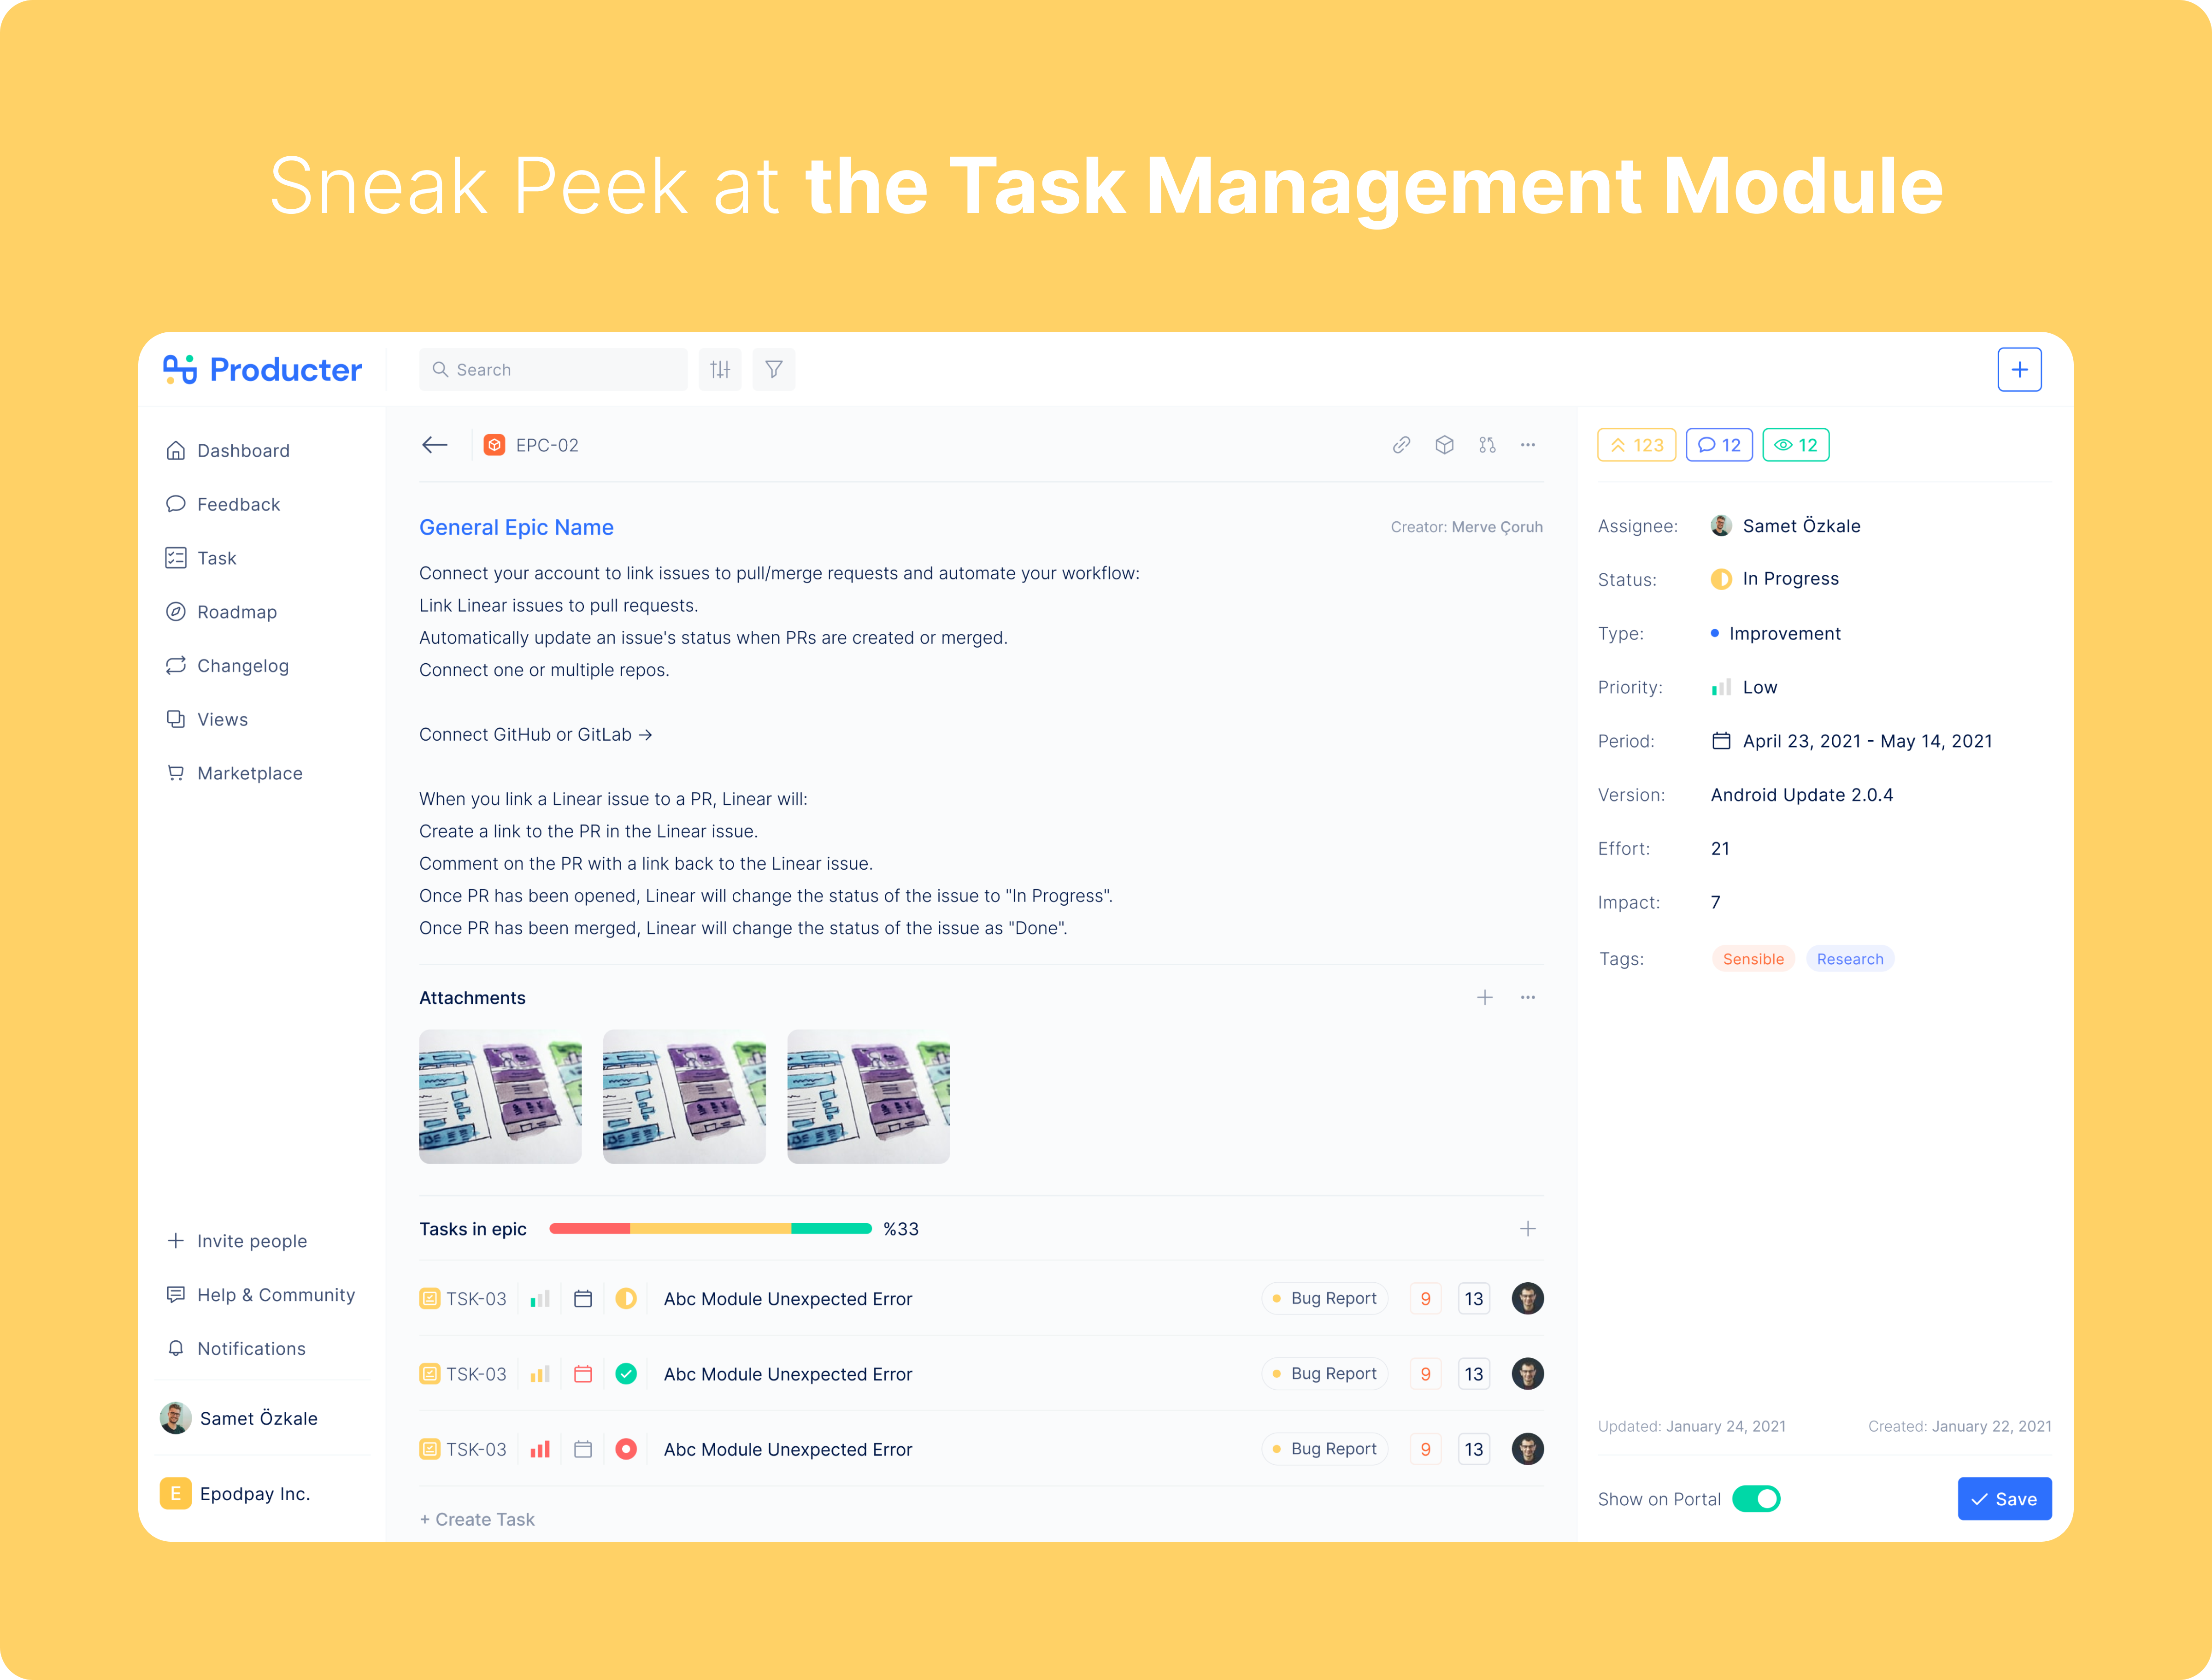 Sneak Peek at the Task Management Module
Producter
Search
Dashboard
Feedback
Task
Roadmap
Changelog
Views
Marketplace
Invite people
Help & Community
Notifications
Samet Özkale
E
Epodpay Inc.
EPC-02
General Epic Name
Creator: Merve Çoruh
Connect your account to link issues to pull/merge requests and automate your workflow:
Link Linear issues to pull requests.
Automatically update an issue's status when PRs are created or merged.
Connect one or multiple repos.
Connect GitHub or GitLab →
When you link a Linear issue to a PR, Linear will:
Create a link to the PR in the Linear issue.
Comment on the PR with a link back to the Linear issue.
Once PR has been opened, Linear will change the status of the issue to "In Progress".
Once PR has been merged, Linear will change the status of the issue as "Done".
Attachments
Tasks in epic %33
TSK-03 Abc Module Unexpected Error Bug Report 9 13
TSK-03 Abc Module Unexpected Error Bug Report 9 13
TSK-03 Abc Module Unexpected Error Bug Report 9 13
+ Create Task
123 12 12
Assignee: Samet Özkale
Status: In Progress
Type: Improvement
Priority: Low
Period: April 23, 2021 - May 14, 2021
Version: Android Update 2.0.4
Effort: 21
Impact: 7
Tags: Sensible Research
Updated: January 24, 2021 Created: January 22, 2021
Show on Portal Save